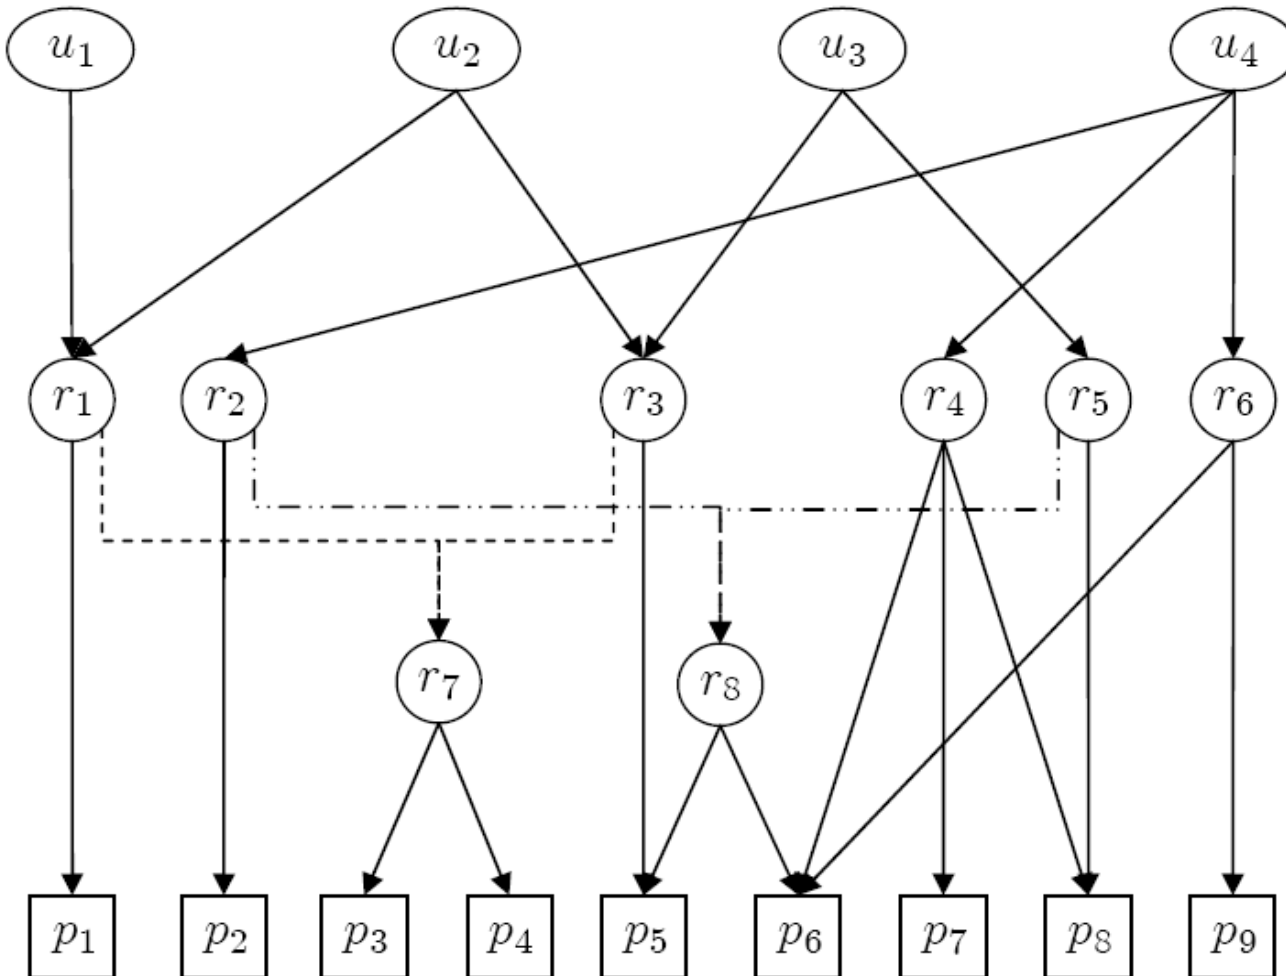 u₁ u₂ u₃ u₄
r₁ r₂ r₃ r₄ r₅ r₆
r₇ r₈
p₁ p₂ p₃ p₄ p₅ p₆ p₇ p₈ p₉